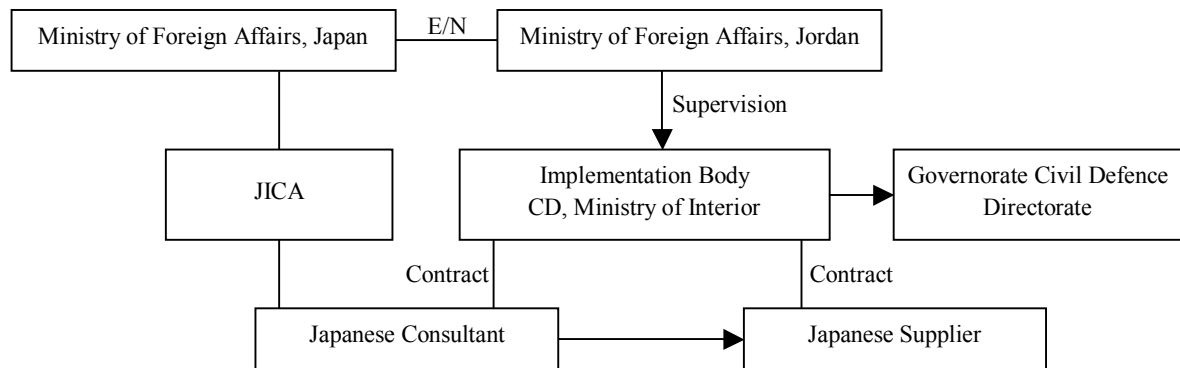 Ministry of Foreign Affairs, Japan
E/N
Ministry of Foreign Affairs, Jordan
Supervision
JICA
Implementation Body
CD, Ministry of Interior
Governorate Civil Defence
Directorate
Contract
Contract
Japanese Consultant
Japanese Supplier